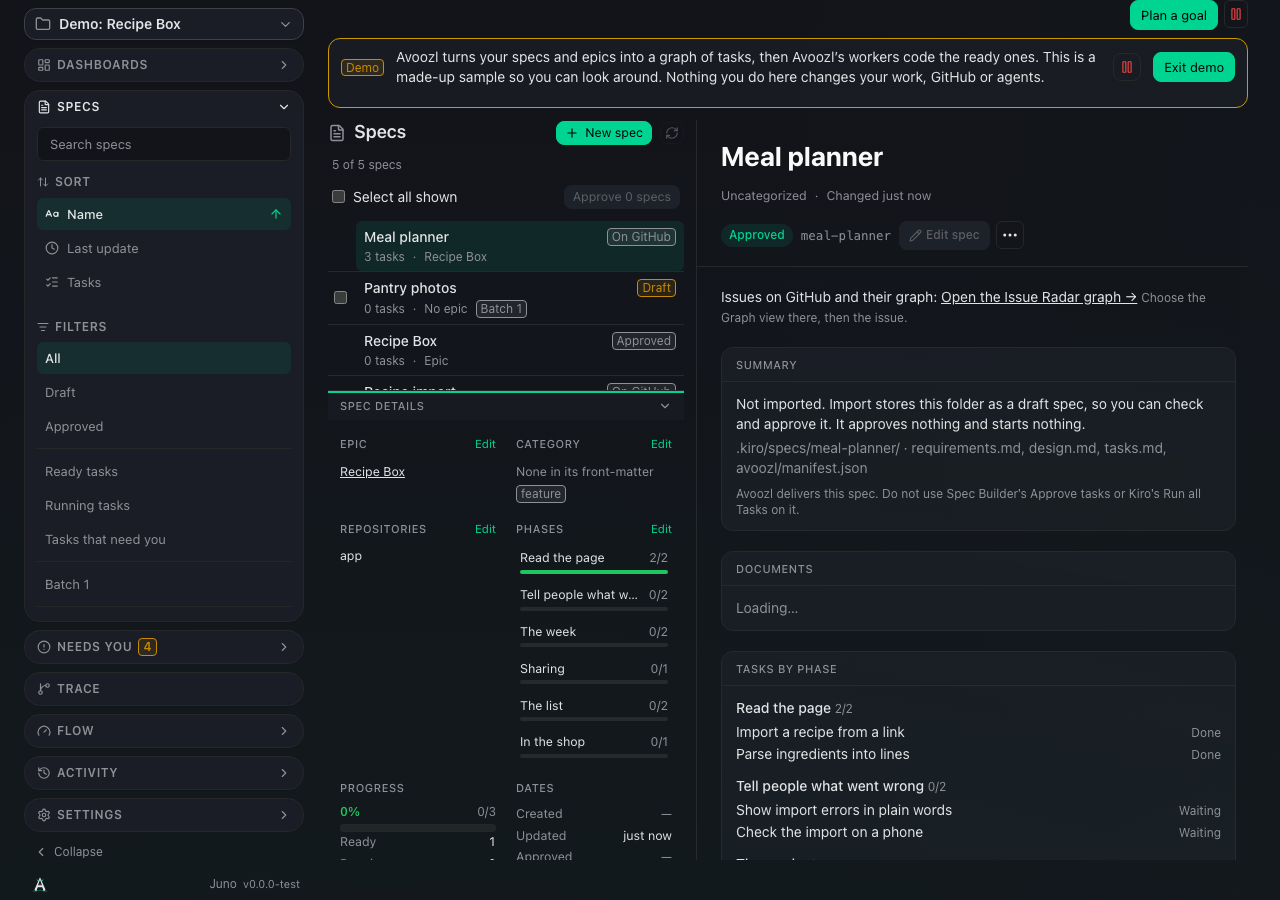 Demo: Recipe Box
DASHBOARDS
SPECS
Search specs
SORT
Aa Name
Last update
Tasks
FILTERS
All
Draft
Approved
Ready tasks
Running tasks
Tasks that need you
Batch 1
NEEDS YOU 4
TRACE
FLOW
ACTIVITY
SETTINGS
Collapse
A
Juno v0.0.0-test
Plan a goal
Demo
Avoozl turns your specs and epics into a graph of tasks, then Avoozl's workers code the ready ones. This is a
made-up sample so you can look around. Nothing you do here changes your work, GitHub or agents.
Exit demo
Specs
+ New spec
5 of 5 specs
Select all shown
Approve 0 specs
Meal planner On GitHub
3 tasks · Recipe Box
Pantry photos Draft
0 tasks · No epic Batch 1
Recipe Box Approved
0 tasks · Epic
Recipe import On GitHub
SPEC DETAILS
EPIC Edit
Recipe Box
CATEGORY Edit
None in its front-matter
feature
REPOSITORIES Edit
app
PHASES Edit
Read the page 2/2
Tell people what w... 0/2
The week 0/2
Sharing 0/1
The list 0/2
In the shop 0/1
PROGRESS
0% 0/3
Ready 1
DATES
Created —
Updated just now
Approved —
Meal planner
Uncategorized · Changed just now
Approved meal-planner Edit spec
Issues on GitHub and their graph: Open the Issue Radar graph → Choose the
Graph view there, then the issue.
SUMMARY
Not imported. Import stores this folder as a draft spec, so you can check
and approve it. It approves nothing and starts nothing.
.kiro/specs/meal-planner/ · requirements.md, design.md, tasks.md,
avoozl/manifest.json
Avoozl delivers this spec. Do not use Spec Builder's Approve tasks or Kiro's Run all
Tasks on it.
DOCUMENTS
Loading…
TASKS BY PHASE
Read the page 2/2
Import a recipe from a link Done
Parse ingredients into lines Done
Tell people what went wrong 0/2
Show import errors in plain words Waiting
Check the import on a phone Waiting